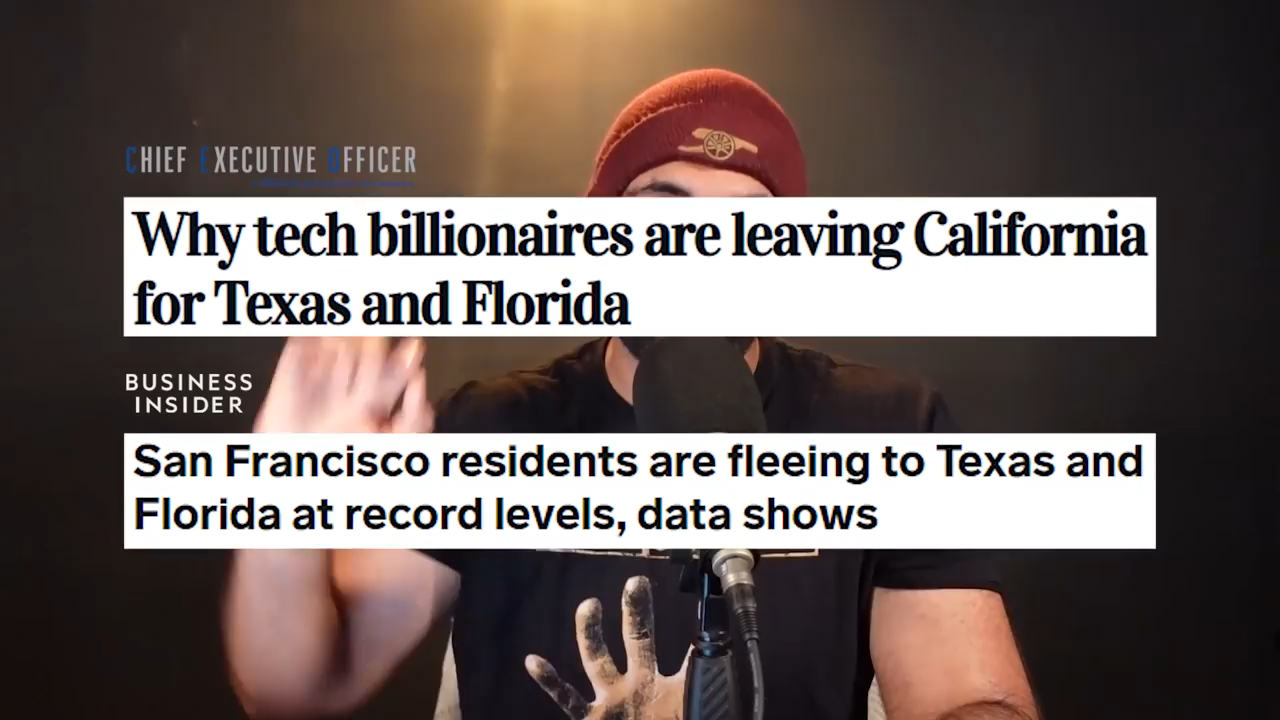 CHIEF EXECUTIVE OFFICER
Why tech billionaires are leaving California
for Texas and Florida
BUSINESS
INSIDER
San Francisco residents are fleeing to Texas and
Florida at record levels, data shows